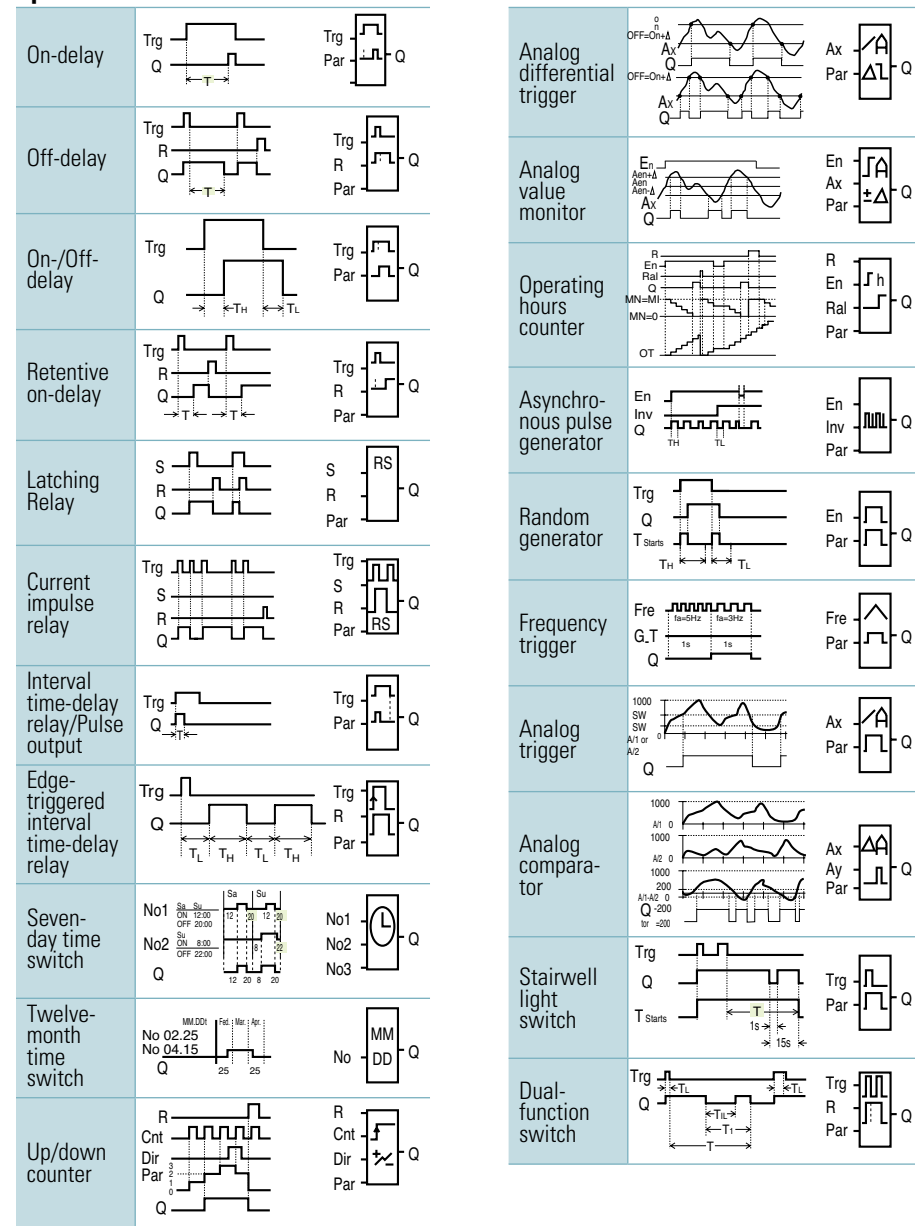 On-delay
Trg
Q
T
Trg
Par
Q
Off-delay
Trg
R
Q
T
Trg
R
Par
Q
On-/Off-
delay
Trg
Q
TH
TL
Trg
Par
Q
Retentive
on-delay
Trg
R
Q
T
T
Trg
R
Par
Q
Latching
Relay
S
R
Q
S
R
Par
RS
Q
Current
impulse
relay
Trg
S
R
Q
Trg
S
R
Par
RS
Q
Interval
time-delay
relay/Pulse
output
Trg
Q
T
Trg
Par
Q
Edge-
triggered
interval
time-delay
relay
Trg
Q
TL TH TL TH
Trg
R
Par
Q
Seven-
day time
switch
No1
Sa Su
ON 12:00
OFF 20:00
No2
Su
ON 8:00
OFF 22:00
Q
Sa Su
12 20 12 20
8 22
12 20 8 20
No1
No2
No3
Q
Twelve-
month
time
switch
MM.DDt
No 02.25
No 04.15
Q
Fed. Mar. Apr.
25 25
No
MM
DD
Q
Up/down
counter
R
Cnt
Dir
Par
3
2
1
0
Q
R
Cnt
Dir
Par
+/-
Q
Analog
differential
trigger
o
n
OFF=On+Δ
Ax
Q
OFF=On+Δ
Ax
Q
Ax
Par
A
Δ
Q
Analog
value
monitor
En
Aen+Δ
Aen
Aen-Δ
Ax
Q
En
Ax
Par
A
±Δ
Q
Operating
hours
counter
R
En
Ral
Q
MN=MI
MN=0
OT
R
En
Ral
Par
h
Q
Asynchro-
nous pulse
generator
En
Inv
Q
TH TL
En
Inv
Par
Q
Random
generator
Trg
Q
T Starts
TH TL
En
Par
Q
Frequency
trigger
Fre
fa=5Hz fa=3Hz
G_T
1s 1s
Q
Fre
Par
Q
Analog
trigger
1000
SW
SW
0
A/1 or
A/2
Q
Ax
Par
A
Q
Analog
compara-
tor
1000
A/1 0
1000
A/2 0
1000
200
A/1-A/2 0
Q -200
tor =200
Ax
Ay
Par
ΔA
Q
Stairwell
light
switch
Trg
Q
T Starts
T
1s
15s
Trg
Par
Q
Dual-
function
switch
Trg
TL TL
Q
TIL
T1
T
Trg
R
Par
Q